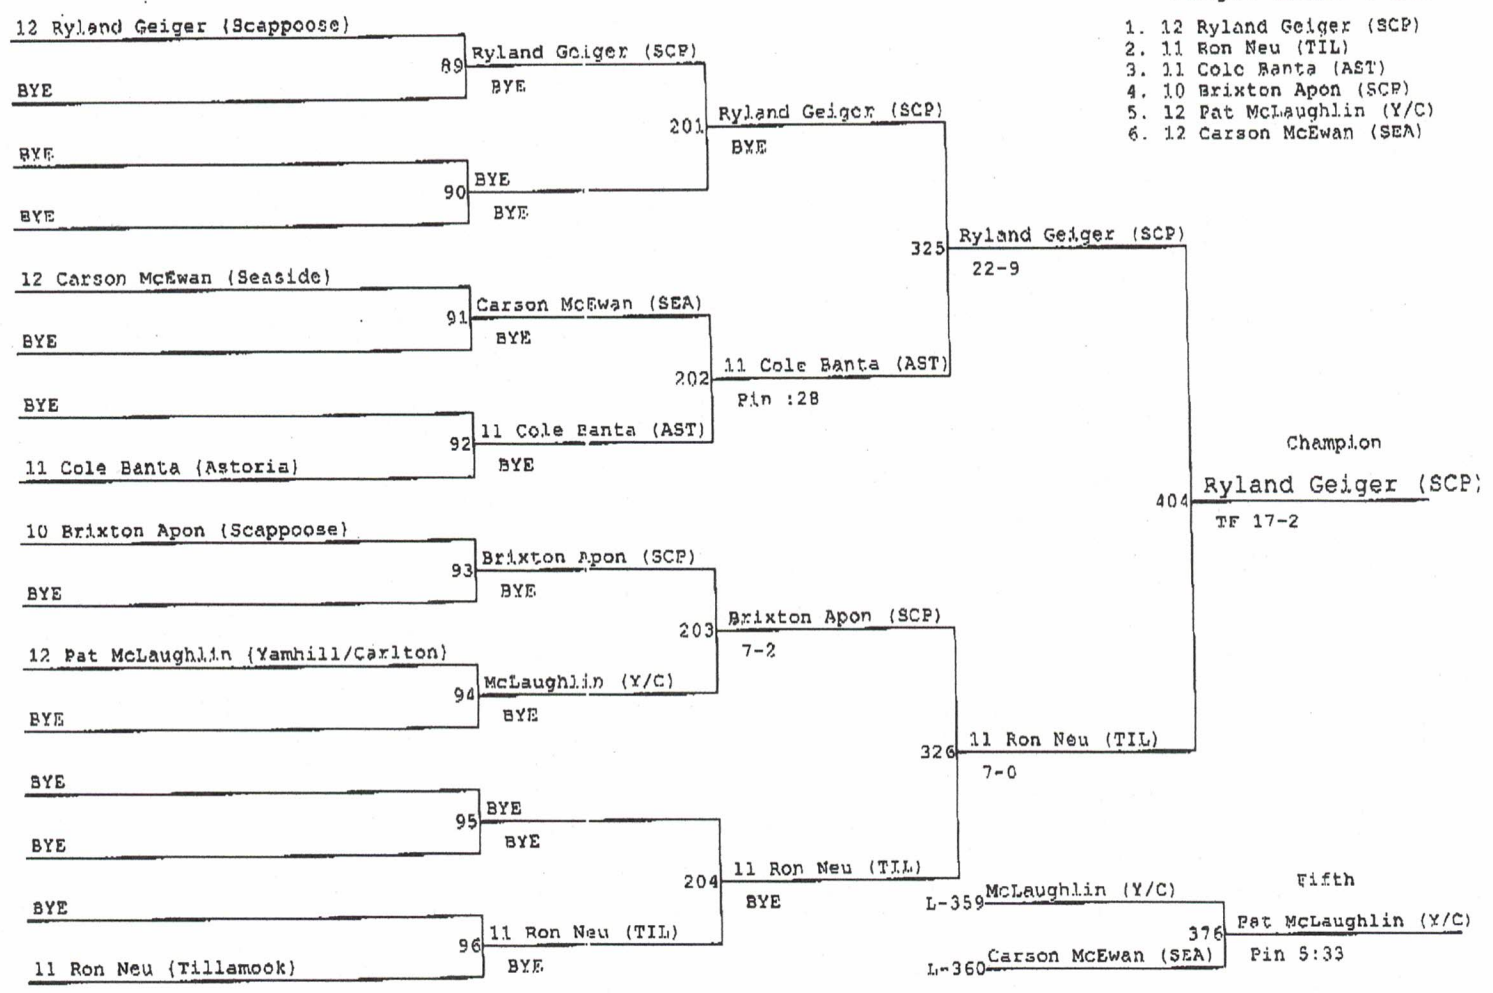 12 Ryland Geiger (Scappoose)
89
Ryland Geiger (SCP)
BYE
BYE
201
Ryland Geiger (SCP)
BYE
BYE
90
BYE
BYE
BYE
12 Carson McEwan (Seaside)
91
Carson McEwan (SEA)
BYE
BYE
202
11 Cole Banta (AST)
Pin :28
BYE
92
11 Cole Banta (AST)
BYE
11 Cole Banta (Astoria)
325
Ryland Geiger (SCP)
22-9
10 Brixton Apon (Scappoose)
93
Brixton Apon (SCP)
BYE
BYE
203
Brixton Apon (SCP)
7-2
12 Pat McLaughlin (Yamhill/Carlton)
94
McLaughlin (Y/C)
BYE
BYE
326
11 Ron Neu (TIL)
7-0
BYE
95
BYE
BYE
BYE
204
11 Ron Neu (TIL)
BYE
BYE
96
11 Ron Neu (TIL)
BYE
11 Ron Neu (Tillamook)
Champion
404
Ryland Geiger (SCP)
TF 17-2
1. 12 Ryland Geiger (SCP)
2. 11 Ron Neu (TIL)
3. 11 Cole Banta (AST)
4. 10 Brixton Apon (SCP)
5. 12 Pat McLaughlin (Y/C)
6. 12 Carson McEwan (SEA)
Fifth
L-359 McLaughlin (Y/C)
376
Pat McLaughlin (Y/C)
Pin 5:33
L-360 Carson McEwan (SEA)